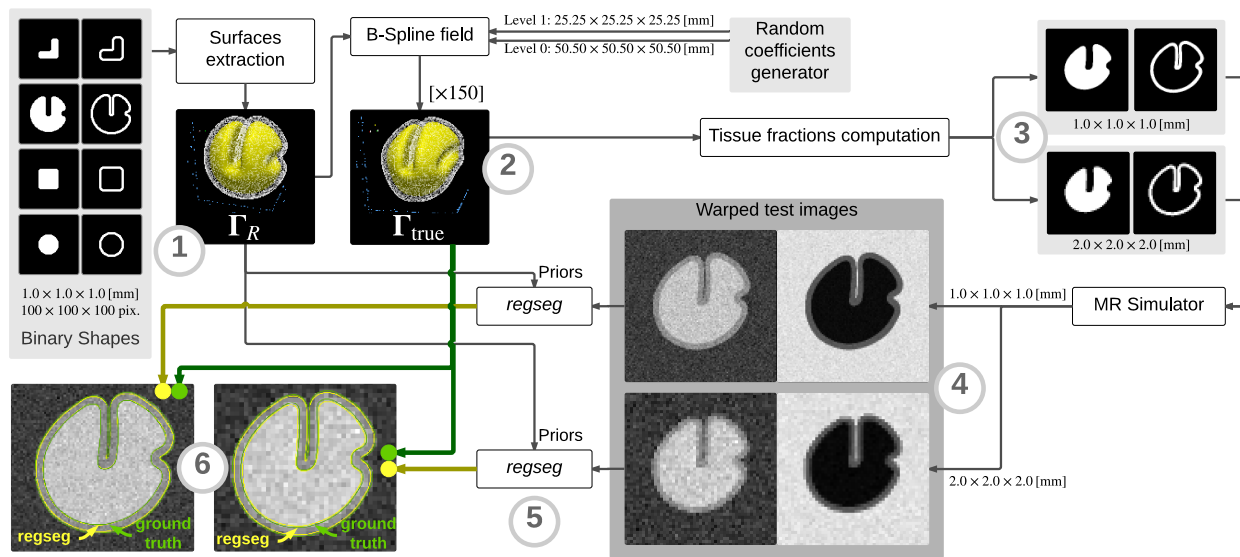 Surfaces
extraction
B-Spline field
Level 1: 25.25 × 25.25 × 25.25 [mm]
Level 0: 50.50 × 50.50 × 50.50 [mm]
Random
coefficients
generator
[×150]
Tissue fractions computation
1.0 × 1.0 × 1.0 [mm]
2.0 × 2.0 × 2.0 [mm]
3
2
1
Γ_R
Γ_true
1.0 × 1.0 × 1.0 [mm]
100 × 100 × 100 pix.
Binary Shapes
Warped test images
Priors
regseg
1.0 × 1.0 × 1.0 [mm]
MR Simulator
4
2.0 × 2.0 × 2.0 [mm]
Priors
regseg
5
6
regseg
ground
truth
regseg
ground
truth